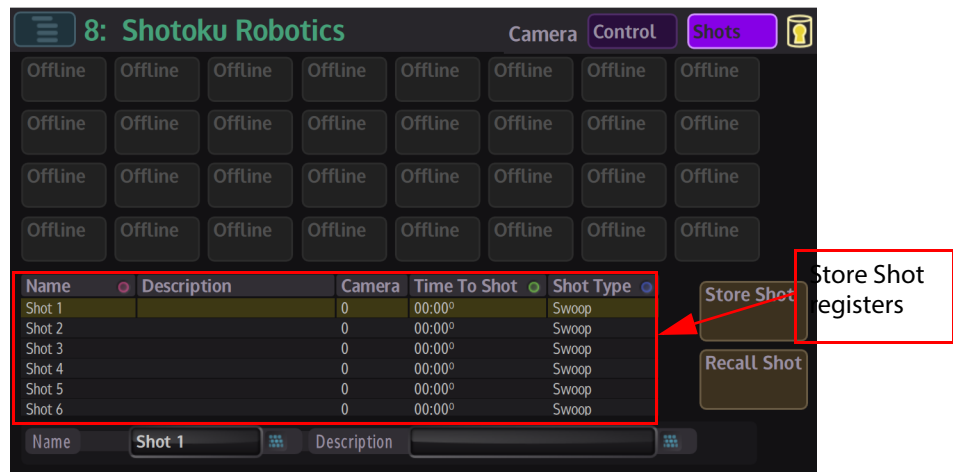 8: Shotoku Robotics Camera Control Shots
Offline Offline Offline Offline Offline Offline Offline Offline
Offline Offline Offline Offline Offline Offline Offline Offline
Offline Offline Offline Offline Offline Offline Offline Offline
Offline Offline Offline Offline Offline Offline Offline Offline
Name Description Camera Time To Shot Shot Type
Shot 1 0 00:00⁰ Swoop
Shot 2 0 00:00⁰ Swoop
Shot 3 0 00:00⁰ Swoop
Shot 4 0 00:00⁰ Swoop
Shot 5 0 00:00⁰ Swoop
Shot 6 0 00:00⁰ Swoop
Store Shot
Recall Shot
Store Shot
registers
Name Shot 1 Description